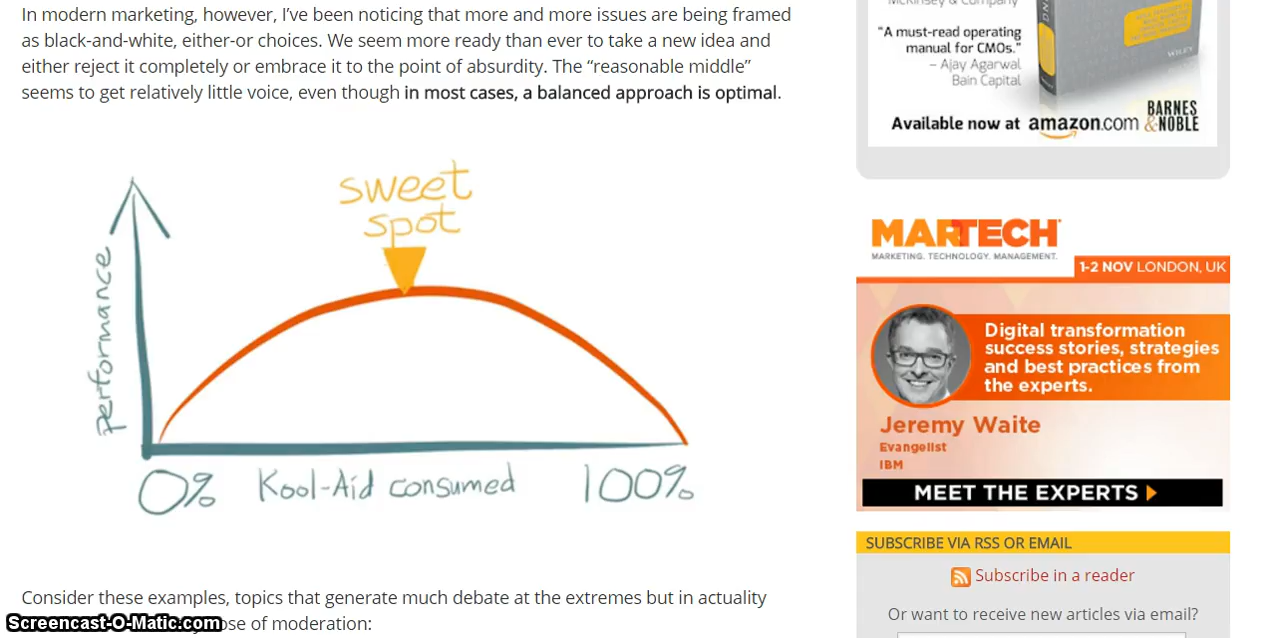 In modern marketing, however, I’ve been noticing that more and more issues are being framed
as black-and-white, either-or choices. We seem more ready than ever to take a new idea and
either reject it completely or embrace it to the point of absurdity. The “reasonable middle”
seems to get relatively little voice, even though in most cases, a balanced approach is optimal.
sweet
spot
performance
0% Kool-Aid consumed 100%
Consider these examples, topics that generate much debate at the extremes but in actuality
ose of moderation:
Screencast-O-Matic.com
McKinsey & Company
“A must-read operating
manual for CMOs.”
– Ajay Agarwal
Bain Capital
WILEY
Available now at amazon.com
BARNES
&NOBLE
MARTECH
MARKETING. TECHNOLOGY. MANAGEMENT.
1-2 NOV LONDON, UK
Digital transformation
success stories, strategies
and best practices from
the experts.
Jeremy Waite
Evangelist
IBM
MEET THE EXPERTS
SUBSCRIBE VIA RSS OR EMAIL
Subscribe in a reader
Or want to receive new articles via email?